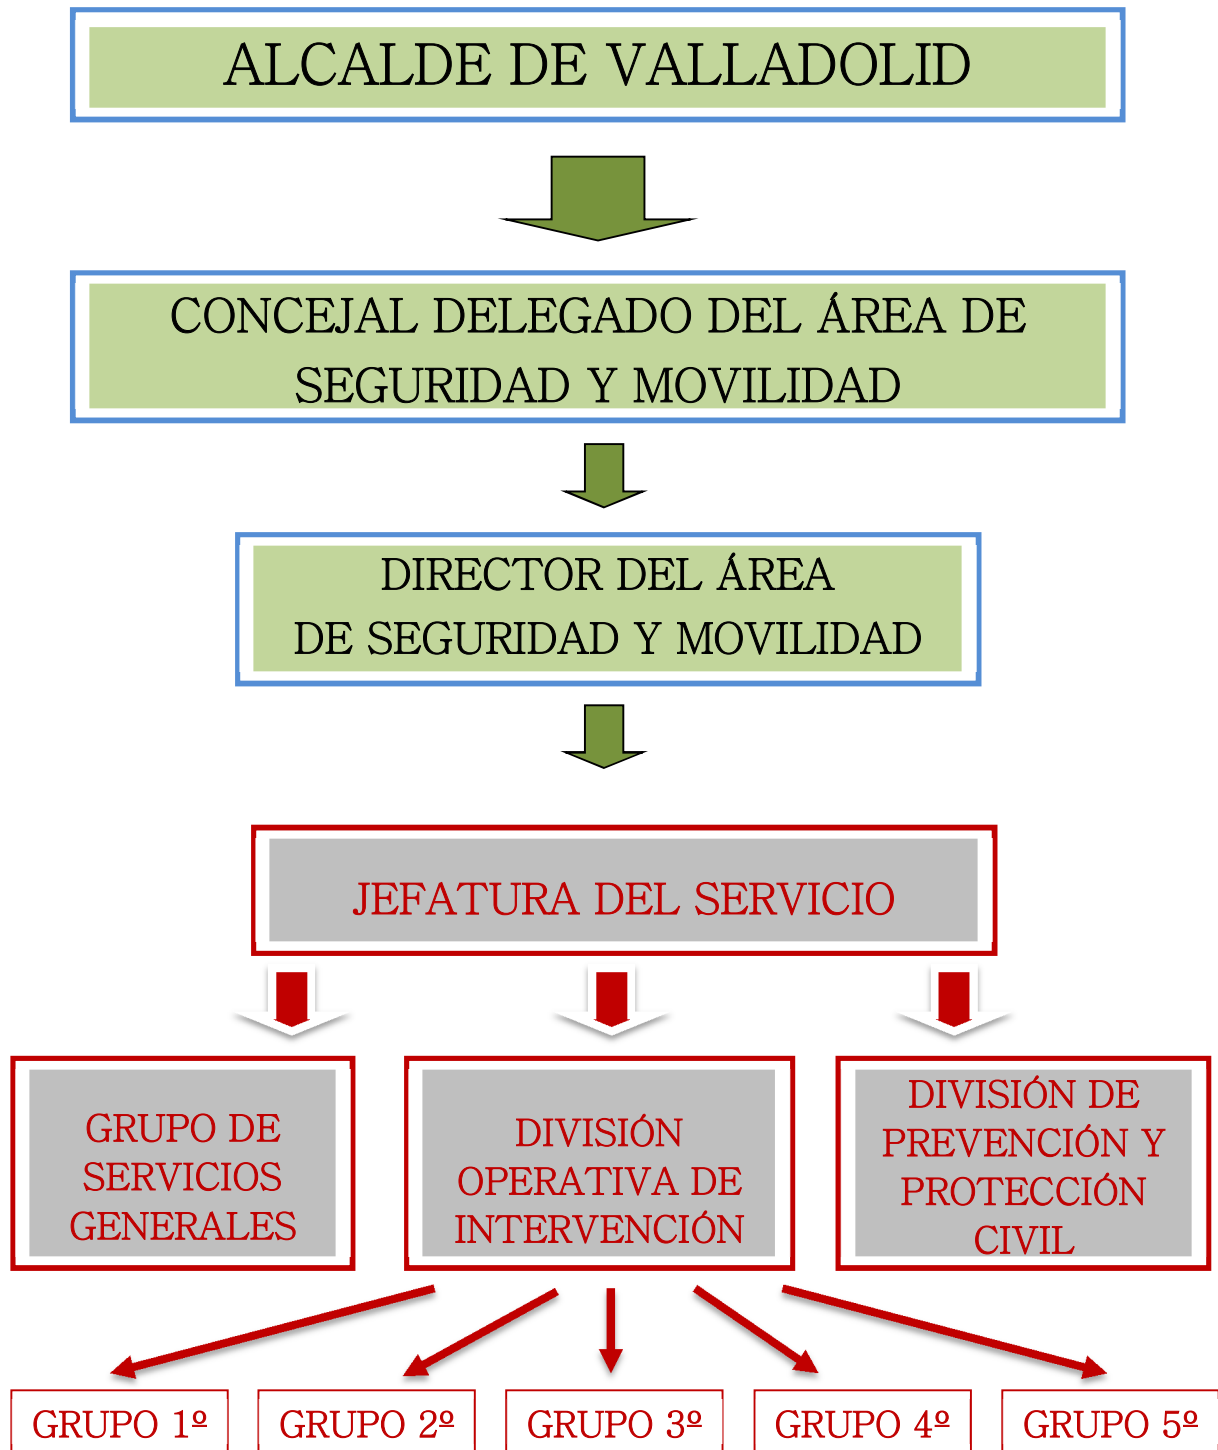 ALCALDE DE VALLADOLID
CONCEJAL DELEGADO DEL ÁREA DE
SEGURIDAD Y MOVILIDAD
DIRECTOR DEL ÁREA
DE SEGURIDAD Y MOVILIDAD
JEFATURA DEL SERVICIO
GRUPO DE
SERVICIOS
GENERALES
DIVISIÓN
OPERATIVA DE
INTERVENCIÓN
DIVISIÓN DE
PREVENCIÓN Y
PROTECCIÓN
CIVIL
GRUPO 1º
GRUPO 2º
GRUPO 3º
GRUPO 4º
GRUPO 5º